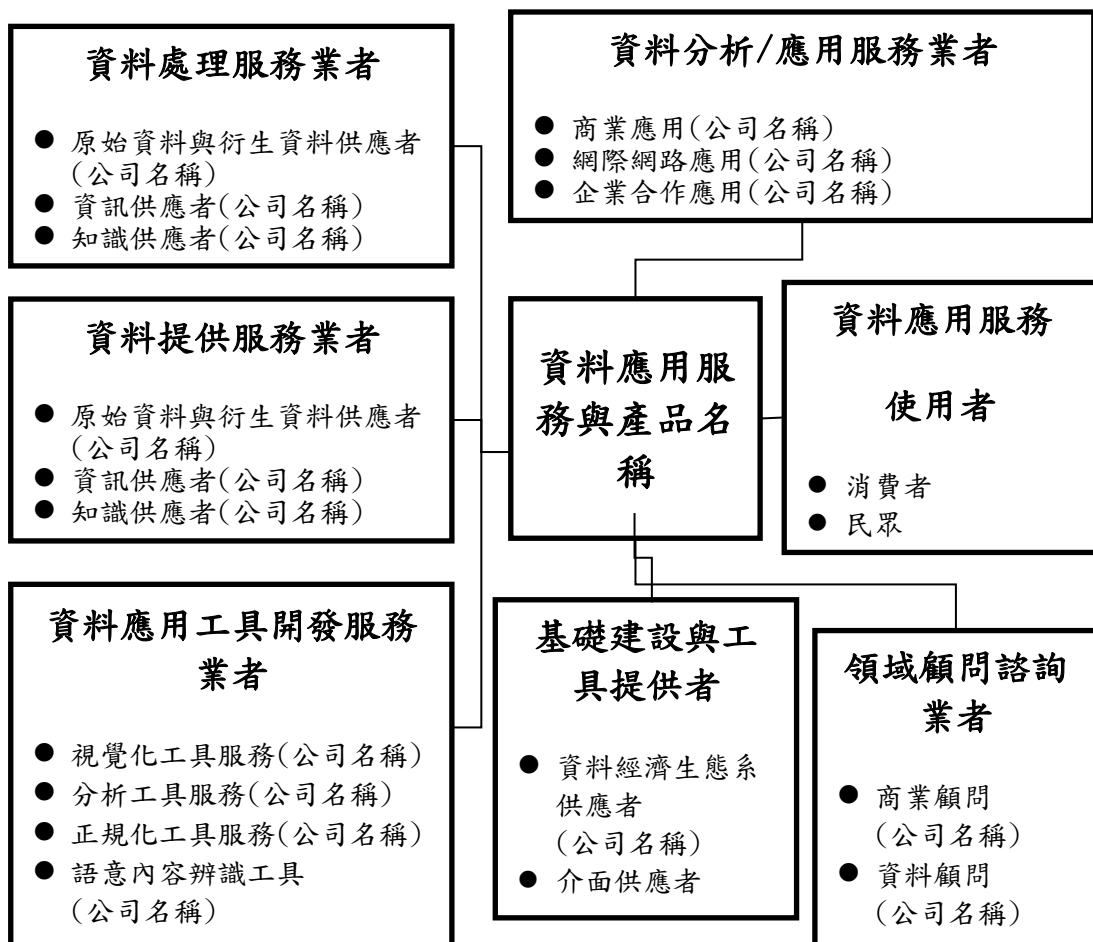 資料處理服務業者
● 原始資料與衍生資料供應者
(公司名稱)
● 資訊供應者(公司名稱)
● 知識供應者(公司名稱)
資料分析/應用服務業者
● 商業應用(公司名稱)
● 網際網路應用(公司名稱)
● 企業合作應用(公司名稱)
資料提供服務業者
● 原始資料與衍生資料供應者
(公司名稱)
● 資訊供應者(公司名稱)
● 知識供應者(公司名稱)
資料應用服
務與產品名
稱
資料應用服務
使用者
● 消費者
● 民眾
資料應用工具開發服務
業者
● 視覺化工具服務(公司名稱)
● 分析工具服務(公司名稱)
● 正規化工具服務(公司名稱)
● 語意內容辨識工具
(公司名稱)
基礎建設與工
具提供者
● 資料經濟生態系
供應者
(公司名稱)
● 介面供應者
領域顧問諮詢
業者
● 商業顧問
(公司名稱)
● 資料顧問
(公司名稱)